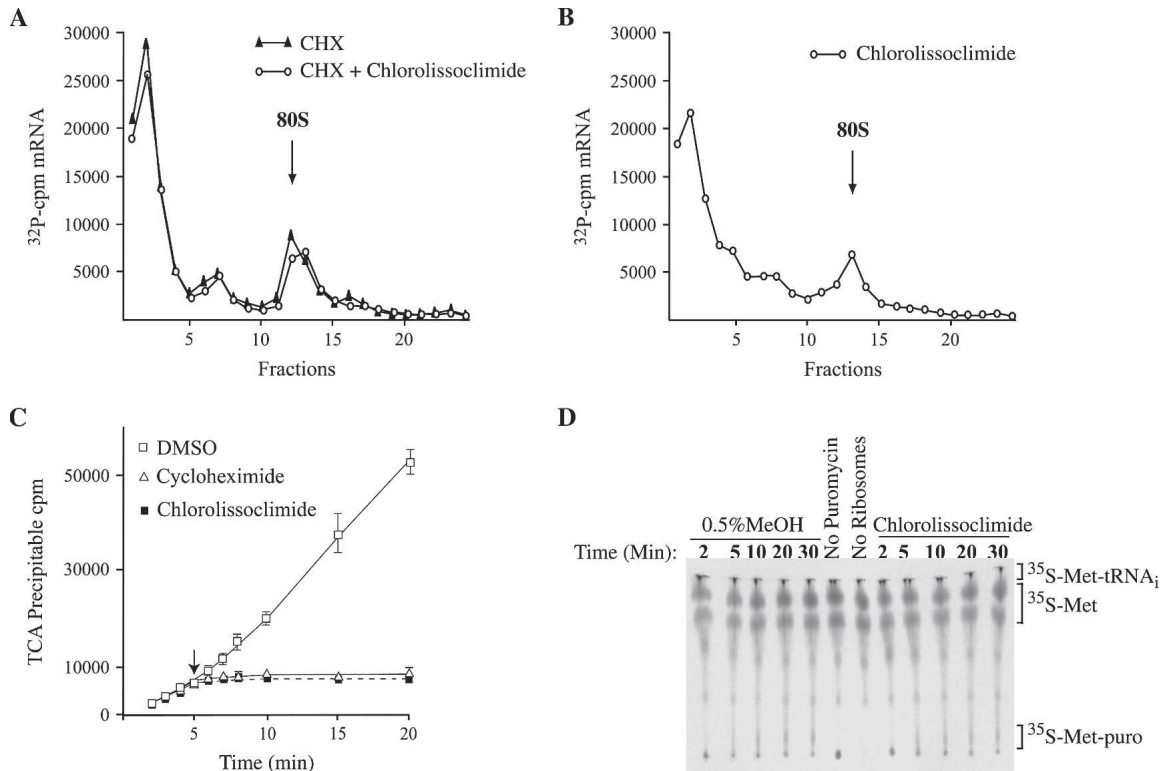 A
30000
25000
20000
15000
10000
5000
³²P-cpm mRNA
CHX
CHX + Chlorolissoclimide
80S
5 10 15 20
Fractions
B
30000
25000
20000
15000
10000
5000
³²P-cpm mRNA
Chlorolissoclimide
80S
5 10 15 20
Fractions
C
DMSO
Cycloheximide
Chlorolissoclimide
50000
30000
10000
0
TCA Precipitable cpm
0 5 10 15 20
Time (min)
D
No Puromycin
No Ribosomes
0.5%MeOH
Chlorolissoclimide
Time (Min): 2 5 10 20 30 2 5 10 20 30
³⁵S-Met-tRNAᵢ
³⁵S-Met
³⁵S-Met-puro